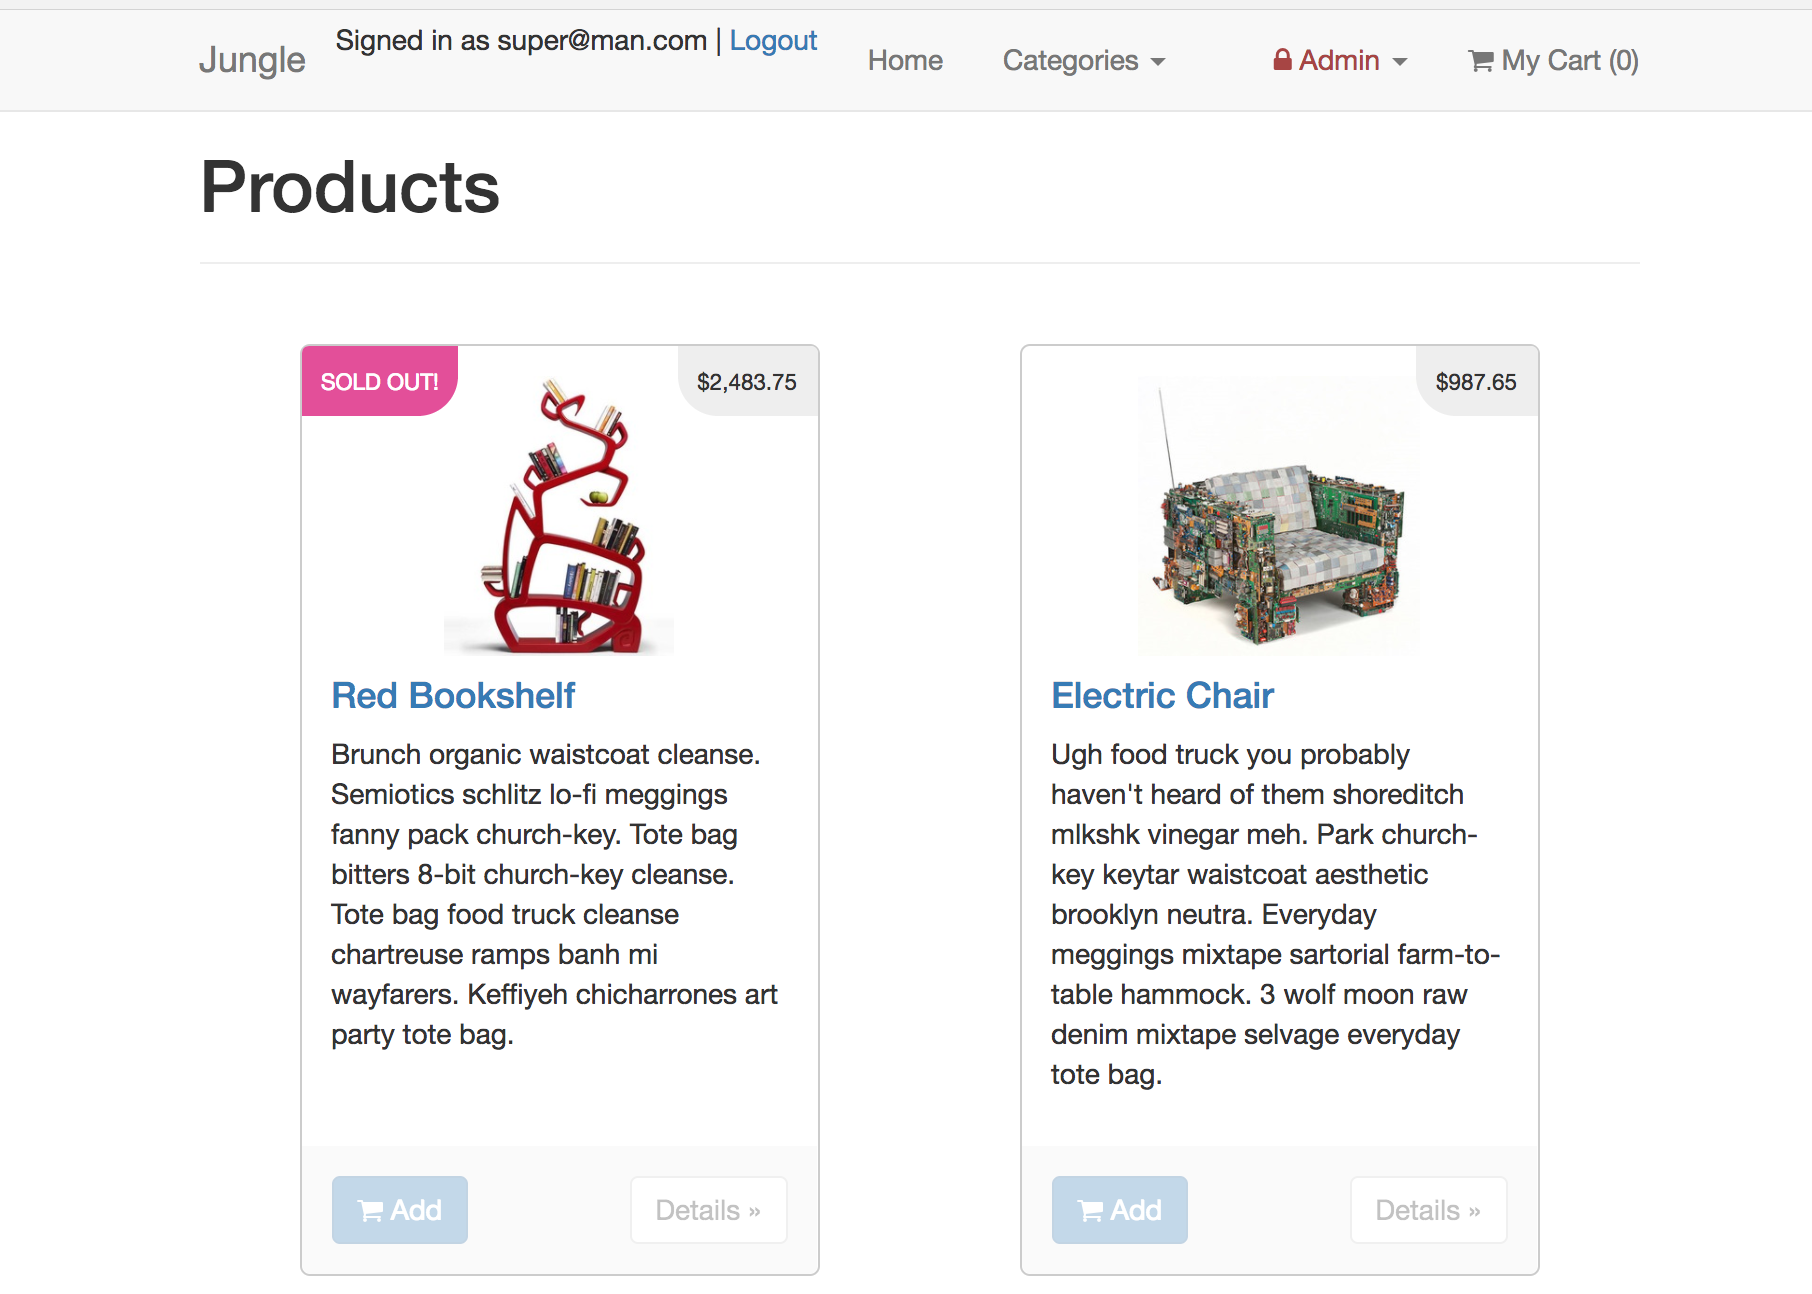 Jungle
Signed in as super@man.com | Logout
Home
Categories
Admin
My Cart (0)
Products
SOLD OUT!
$2,483.75
Red Bookshelf
Brunch organic waistcoat cleanse.
Semiotics schlitz lo-fi meggings
fanny pack church-key. Tote bag
bitters 8-bit church-key cleanse.
Tote bag food truck cleanse
chartreuse ramps banh mi
wayfarers. Keffiyeh chicharrones art
party tote bag.
Add
Details »
$987.65
Electric Chair
Ugh food truck you probably
haven't heard of them shoreditch
mlkshk vinegar meh. Park church-
key keytar waistcoat aesthetic
brooklyn neutra. Everyday
meggings mixtape sartorial farm-to-
table hammock. 3 wolf moon raw
denim mixtape selvage everyday
tote bag.
Add
Details »